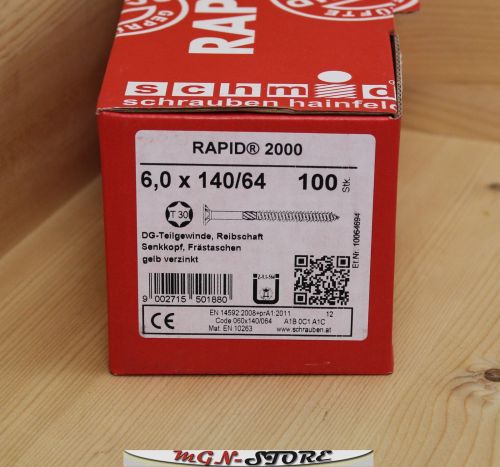 RAPID
GEPRÜFTE
schmid
schrauben hainfeld
RAPID® 2000
6,0 x 140/64 100 Stk.
T 30
DG-Teilgewinde, Reibschaft
Senkkopf, Frästaschen
gelb verzinkt
Et.Nr. 10064694
9 002715 501880
CE
EN 14592:2008+prA1:2011 12
Code 060x140/064 A1B 0C1 A1C
Mat. EN 10263 www.schrauben.at
MGN-STORE